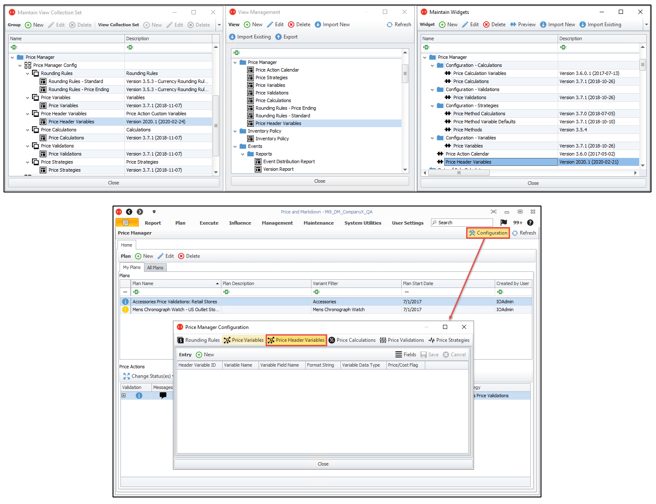 Maintain View Collection Set
Group New Edit Delete View Collection Set New Edit Delete
Name Description
Price Manager
Price Manager Config
Rounding Rules Rounding Rules
Rounding Rules - Standard Version 3.5.3 - Currency Rounding Rul...
Rounding Rules - Price Ending Version 3.5.3 - Currency Rounding Rul...
Price Variables Variables
Price Variables Version 3.7.1 (2018-11-07)
Price Header Variables Price Action Custom Variables
Price Header Variables Version 2020.1 (2020-02-24)
Price Calculations Calculations
Price Calculations Version 3.7.1 (2018-11-07)
Price Validations Validations
Price Validations Version 3.7.1 (2018-11-07)
Price Strategies Strategies
Price Strategies Version 3.7.1 (2018-11-07)
Close
View Management
View New Edit Delete Import New Refresh
Import Existing Export
Price Manager
Price Action Calendar
Price Strategies
Price Variables
Price Validations
Price Calculations
Rounding Rules - Price Ending
Rounding Rules - Standard
Price Header Variables
Inventory Policy
Events
Reports
Event Distribution Report
Version Report
Close
Maintain Widgets
Widget New Edit Delete Preview Import New Import Existing
Name Description
Price Manager
Configuration - Calculations
Price Calculation Variables Version 3.6.0.1 (2017-07-13)
Price Calculations Version 3.7.1 (2018-10-26)
Configuration - Validations
Price Validations Version 3.7.1 (2018-10-26)
Configuration - Strategies
Price Method Calculations Version 3.7.0 (2018-07-05)
Price Method Variable Defaults Version 3.7.1 (2018-10-26)
Price Methods Version 3.5.4
Configuration - Variables
Price Variables Version 3.7.1 (2018-10-26)
Price Action Calendar Version 3.6.0 (2017-05-02)
Price Header Variables Version 2020.1 (2020-02-21)
Close
Price and Markdown - Mt6_DM_CompanyX_QA
Report Plan Execute Influence Management Maintenance System Utilities User Settings Search 99+
Price Manager Configuration Refresh
Home
Plan New Edit Delete
My Plans All Plans
Plans
Plan Name Plan Description Variant Filter Plan Start Date Created by User
Accessories Price Validations: Retail Stores Accessories 7/1/2017 IOAdmin
Mens Chronograph Watch - US Outlet Sto... Mens Chronograph Watch 7/1/2017 IOAdmin
Price Manager Configuration
Rounding Rules Price Variables Price Header Variables Price Calculations Price Validations Price Strategies
Entry New Fields Save Cancel
Header Variable ID Variable Name Variable Field Name Format String Variable Data Type Price/Cost Flag
Close
Price Actions
Change Status(es)
Validation Messages
Price Validations